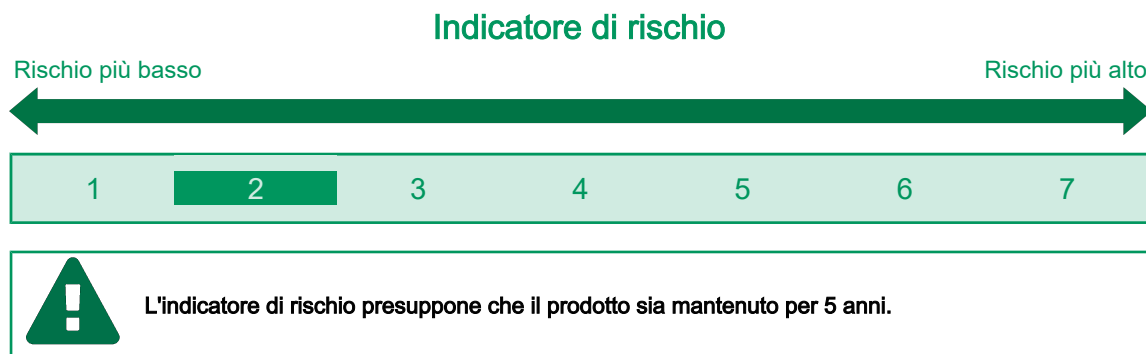 Indicatore di rischio
Rischio più basso Rischio più alto
1 2 3 4 5 6 7
L'indicatore di rischio presuppone che il prodotto sia mantenuto per 5 anni.